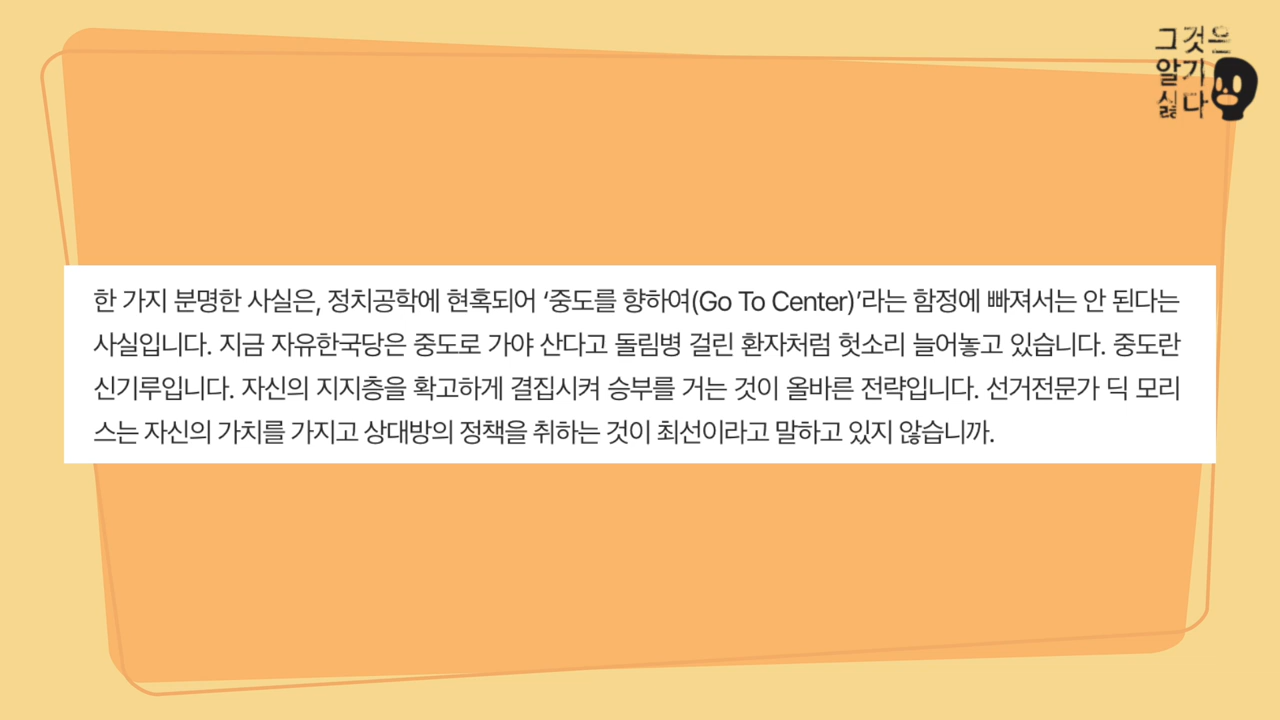 그것은
알기
싫다
한 가지 분명한 사실은, 정치공학에 현혹되어 ‘중도를 향하여(Go To Center)’라는 함정에 빠져서는 안 된다는
사실입니다. 지금 자유한국당은 중도로 가야 산다고 돌림병 걸린 환자처럼 헛소리 늘어놓고 있습니다. 중도란
신기루입니다. 자신의 지지층을 확고하게 결집시켜 승부를 거는 것이 올바른 전략입니다. 선거전문가 딕 모리
스는 자신의 가치를 가지고 상대방의 정책을 취하는 것이 최선이라고 말하고 있지 않습니까.